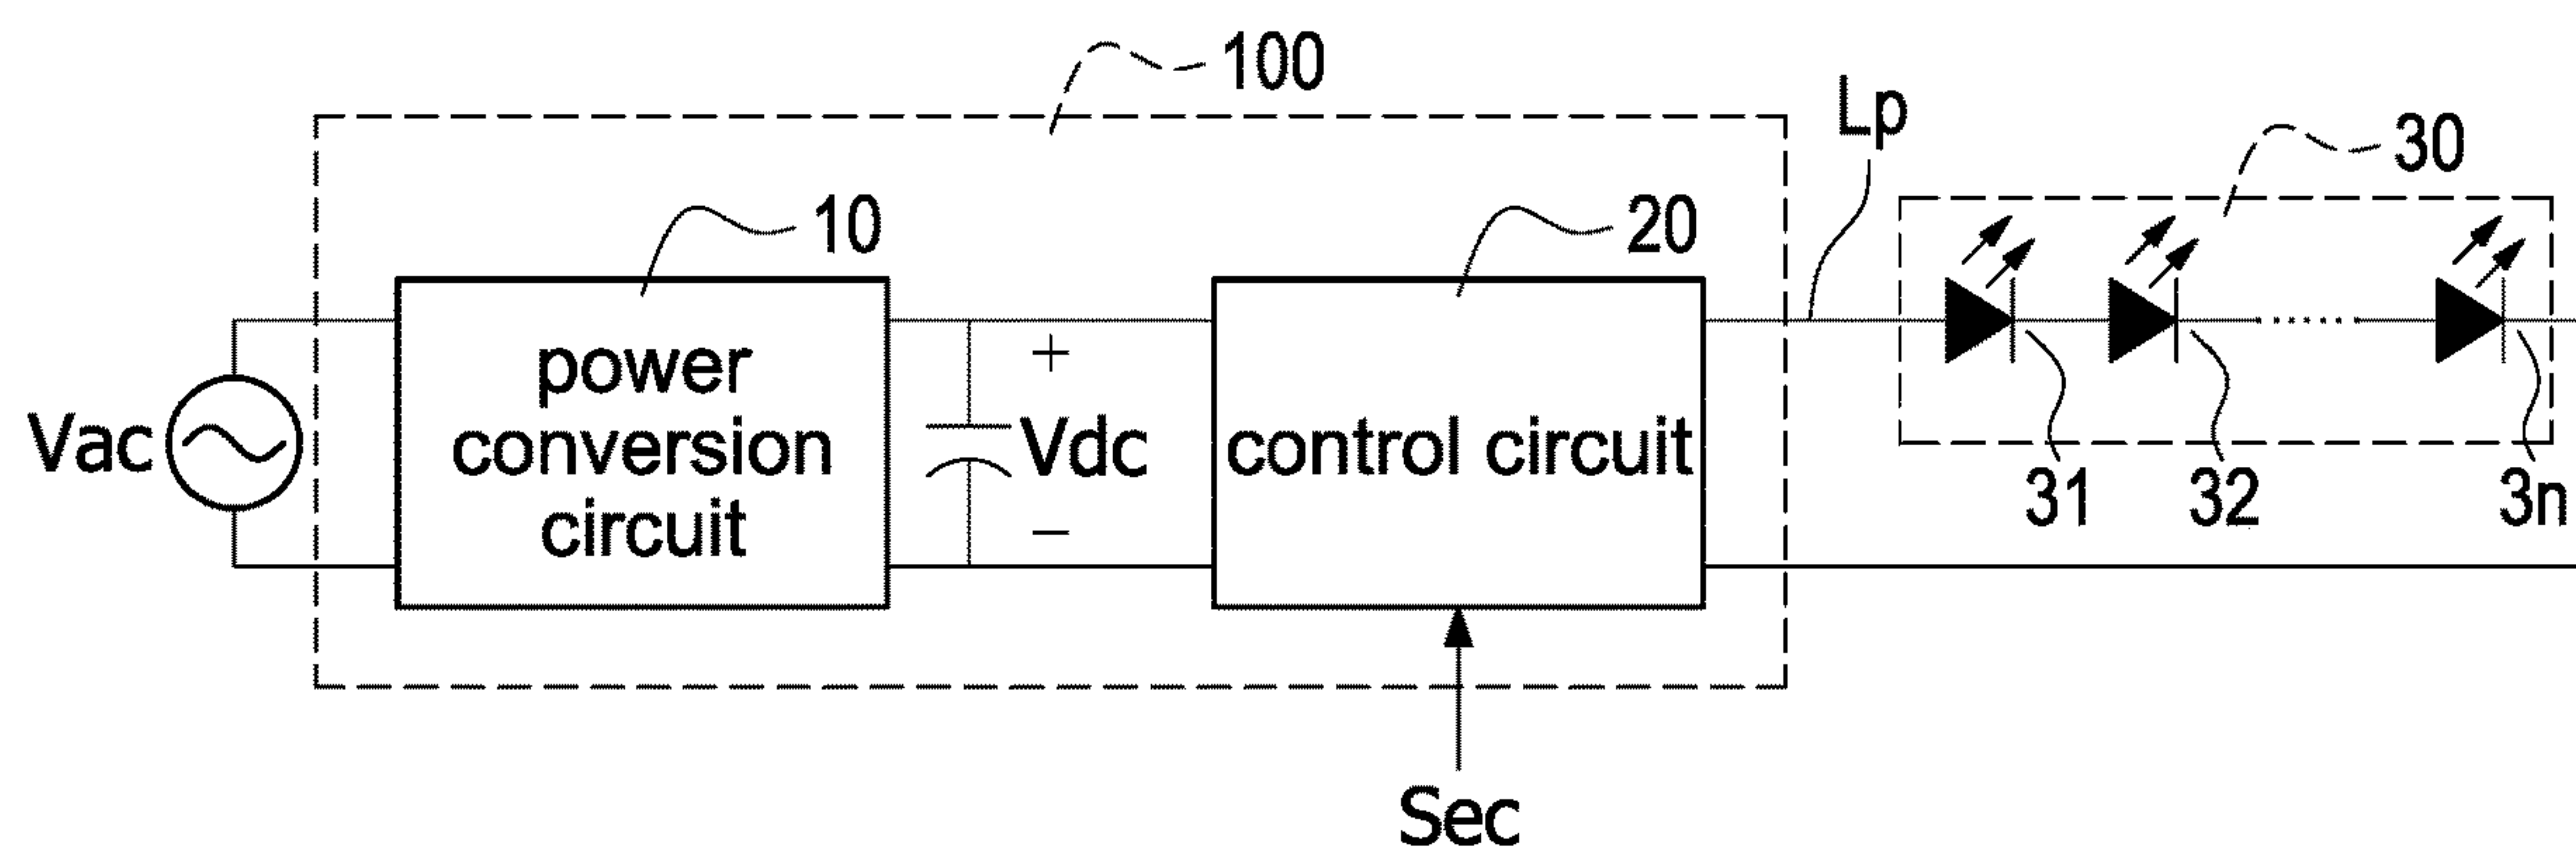 100
Lp
30
10
20
Vac
power
conversion
circuit
+
Vdc
−
control circuit
31
32
3n
Sec